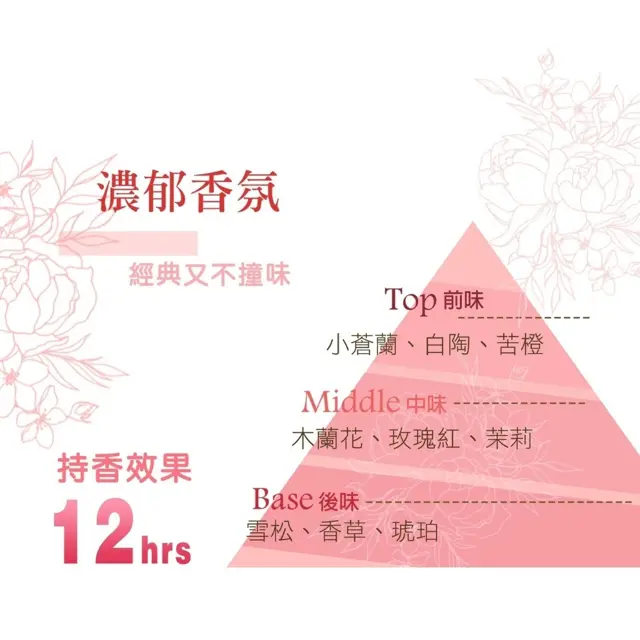 濃郁香氛
經典又不撞味
Top 前味
小蒼蘭、白陶、苦橙
Middle 中味
木蘭花、玫瑰紅、茉莉
持香效果
12hrs
Base 後味
雪松、香草、琥珀